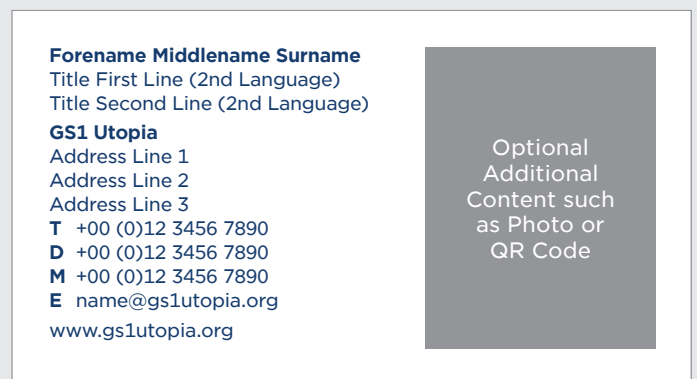 Forename Middlename Surname
Title First Line (2nd Language)
Title Second Line (2nd Language)
GS1 Utopia
Address Line 1
Address Line 2
Address Line 3
T +00 (0)12 3456 7890
D +00 (0)12 3456 7890
M +00 (0)12 3456 7890
E name@gs1utopia.org
www.gs1utopia.org
Optional
Additional
Content such
as Photo or
QR Code